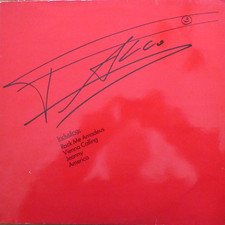 Falco 3
Includes:
Rock Me Amadeus
Vienna Calling
Jeanny
America